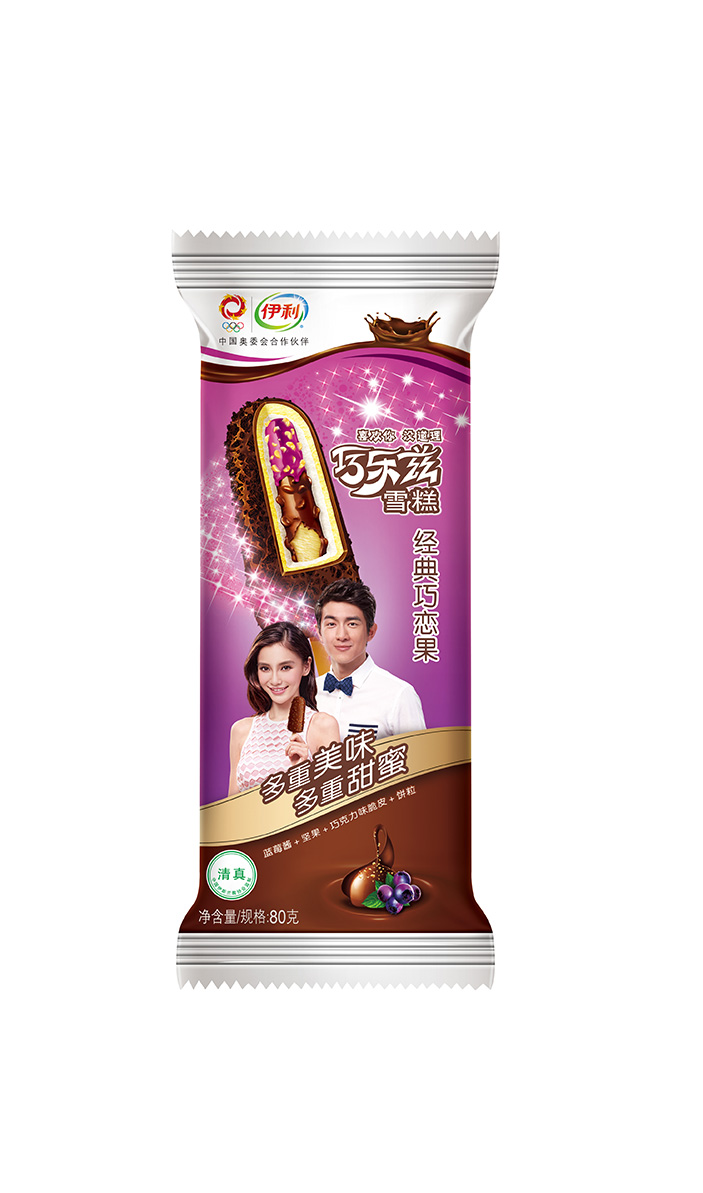 伊利
中国奥委会合作伙伴
喜欢你 没道理
巧乐兹
雪糕
经典巧恋果
多重美味
多重甜蜜
蓝莓酱+坚果+巧克力味脆皮+饼粒
清真
净含量/规格:80克